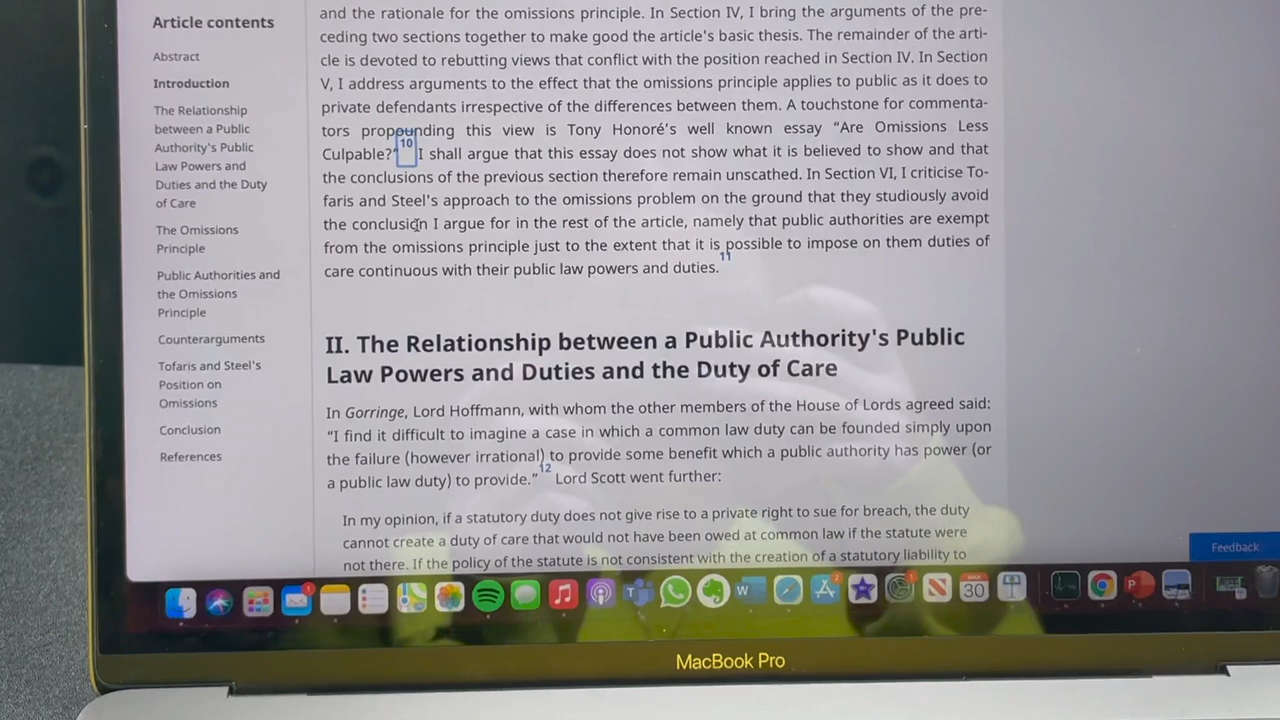 Article contents
Abstract
Introduction
The Relationship
between a Public
Authority's Public
Law Powers and
Duties and the Duty
of Care
The Omissions
Principle
Public Authorities and
the Omissions
Principle
Counterarguments
Tofaris and Steel's
Position on
Omissions
Conclusion
References
and the rationale for the omissions principle. In Section IV, I bring the arguments of the pre-
ceding two sections together to make good the article's basic thesis. The remainder of the arti-
cle is devoted to rebutting views that conflict with the position reached in Section IV. In Section
V, I address arguments to the effect that the omissions principle applies to public as it does to
private defendants irrespective of the differences between them. A touchstone for commenta-
tors propounding this view is Tony Honoré's well known essay “Are Omissions Less
Culpable?”10 I shall argue that this essay does not show what it is believed to show and that
the conclusions of the previous section therefore remain unscathed. In Section VI, I criticise To-
faris and Steel's approach to the omissions problem on the ground that they studiously avoid
the conclusion I argue for in the rest of the article, namely that public authorities are exempt
from the omissions principle just to the extent that it is possible to impose on them duties of
care continuous with their public law powers and duties.11
II. The Relationship between a Public Authority's Public
Law Powers and Duties and the Duty of Care
In Gorringe, Lord Hoffmann, with whom the other members of the House of Lords agreed said:
“I find it difficult to imagine a case in which a common law duty can be founded simply upon
the failure (however irrational) to provide some benefit which a public authority has power (or
a public law duty) to provide.”12 Lord Scott went further:
In my opinion, if a statutory duty does not give rise to a private right to sue for breach, the duty
cannot create a duty of care that would not have been owed at common law if the statute were
not there. If the policy of the statute is not consistent with the creation of a statutory liability to
Feedback
30
MacBook Pro